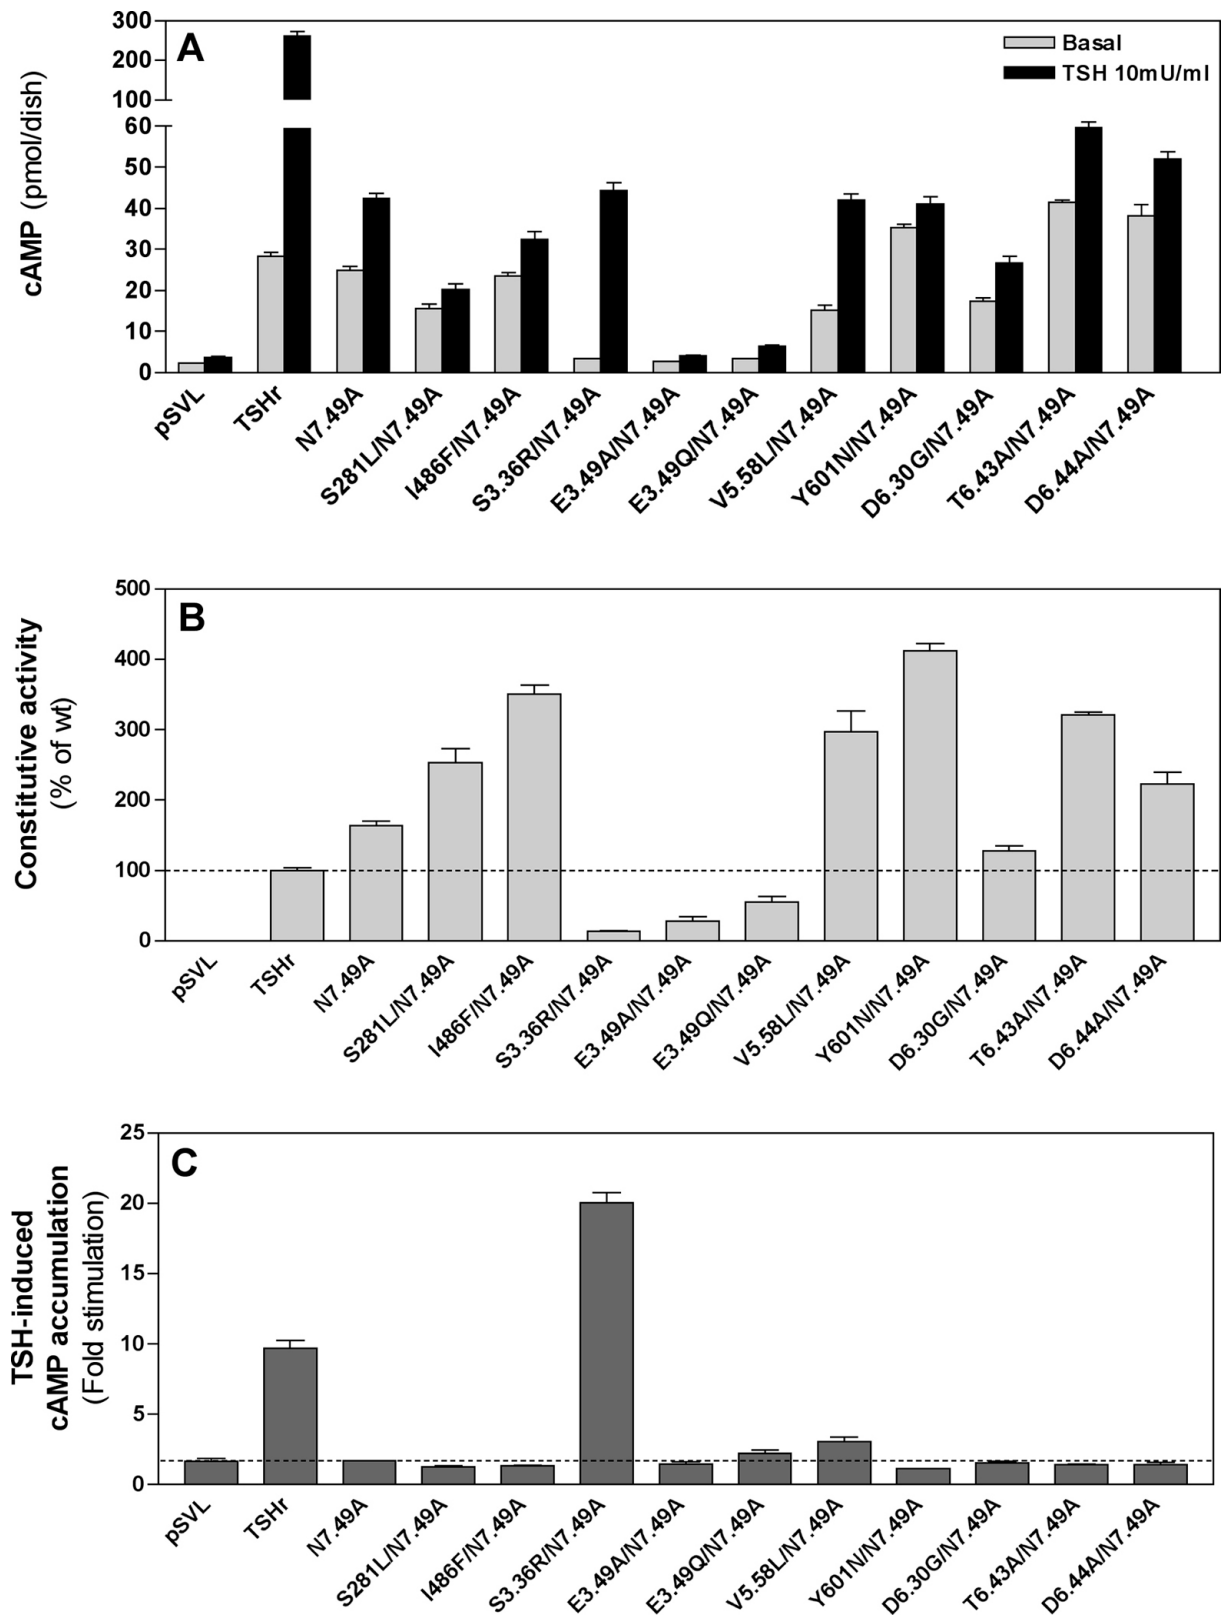 A
Basal
TSH 10mU/ml
300
200
100
60
50
40
30
20
10
0
cAMP (pmol/dish)
pSVL
TSHr
N7.49A
S281L/N7.49A
I486F/N7.49A
S3.36R/N7.49A
E3.49A/N7.49A
E3.49Q/N7.49A
V5.58L/N7.49A
Y601N/N7.49A
D6.30G/N7.49A
T6.43A/N7.49A
D6.44A/N7.49A
B
500
400
300
200
100
0
Constitutive activity
(% of wt)
pSVL
TSHr
N7.49A
S281L/N7.49A
I486F/N7.49A
S3.36R/N7.49A
E3.49A/N7.49A
E3.49Q/N7.49A
V5.58L/N7.49A
Y601N/N7.49A
D6.30G/N7.49A
T6.43A/N7.49A
D6.44A/N7.49A
C
25
20
15
10
5
0
TSH-induced
cAMP accumulation
(Fold stimulation)
pSVL
TSHr
N7.49A
S281L/N7.49A
I486F/N7.49A
S3.36R/N7.49A
E3.49A/N7.49A
E3.49Q/N7.49A
V5.58L/N7.49A
Y601N/N7.49A
D6.30G/N7.49A
T6.43A/N7.49A
D6.44A/N7.49A